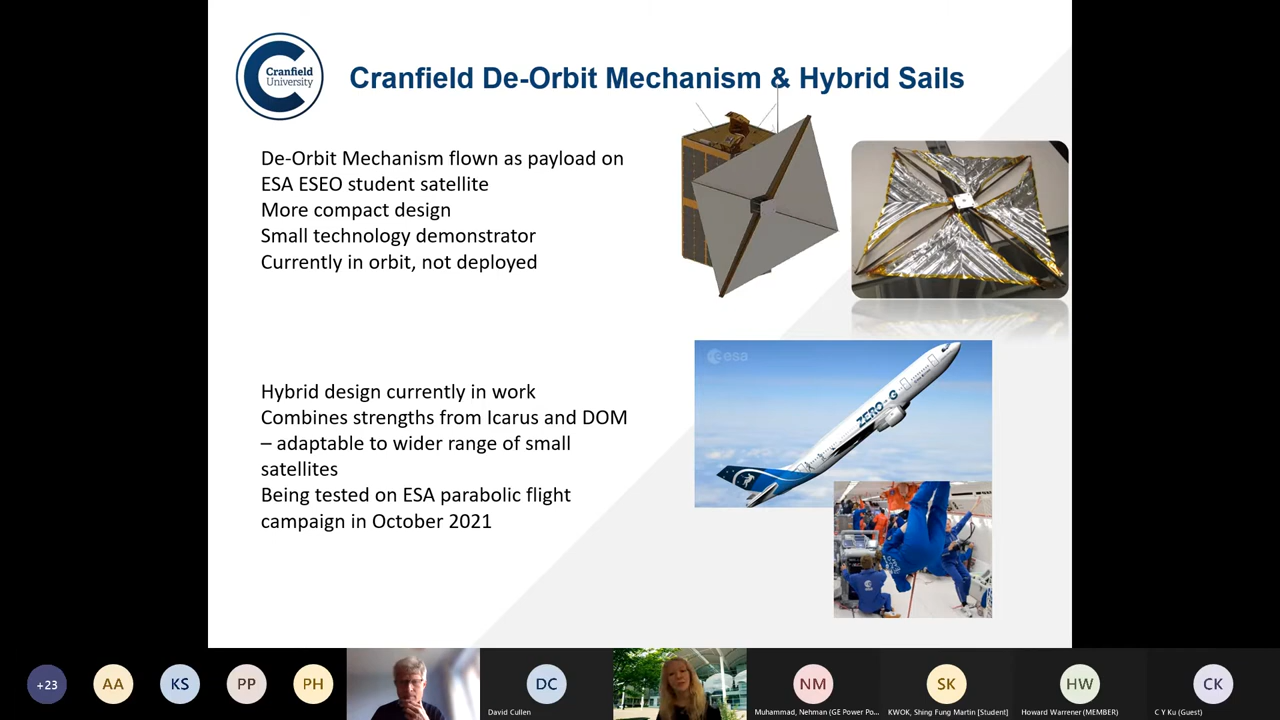 Cranfield
University
Cranfield De-Orbit Mechanism & Hybrid Sails
De-Orbit Mechanism flown as payload on
ESA ESEO student satellite
More compact design
Small technology demonstrator
Currently in orbit, not deployed
Hybrid design currently in work
Combines strengths from Icarus and DOM
– adaptable to wider range of small
satellites
Being tested on ESA parabolic flight
campaign in October 2021
esa
ZERO-G
+23
AA
KS
PP
PH
DC
David Cullen
NM
Muhammad, Nehman (GE Power Po...
SK
KWOK, Shing Fung Martin [Student]
HW
Howard Warrener (MEMBER)
CK
C Y Ku (Guest)